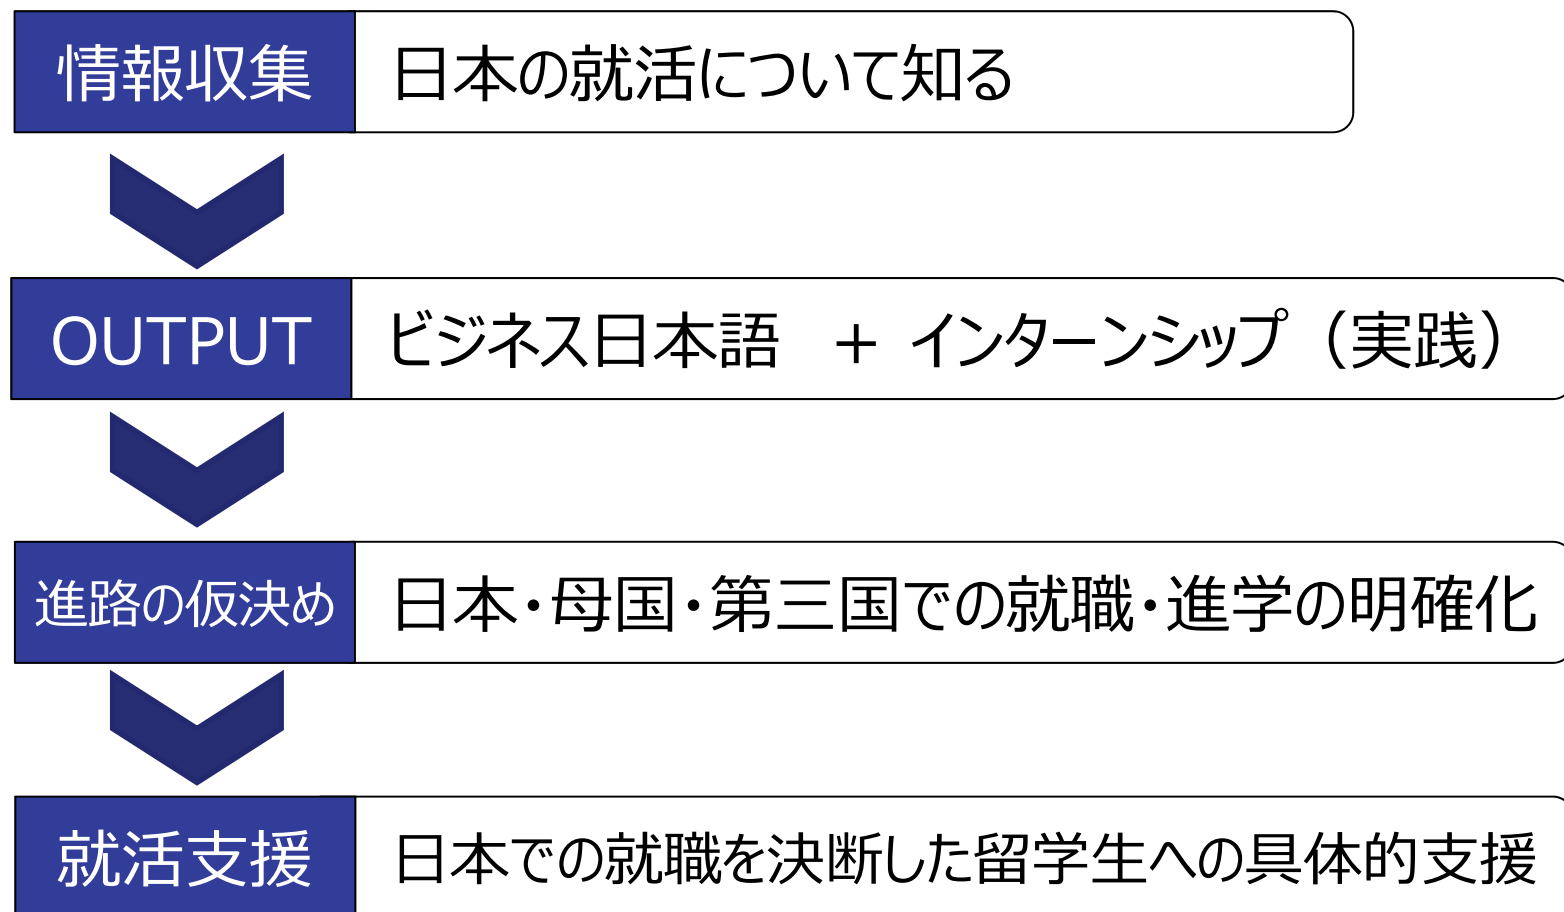 情報収集 日本の就活について知る
OUTPUT ビジネス日本語　+ インターンシップ（実践）
進路の仮決め 日本・母国・第三国での就職・進学の明確化
就活支援 日本での就職を決断した留学生への具体的支援